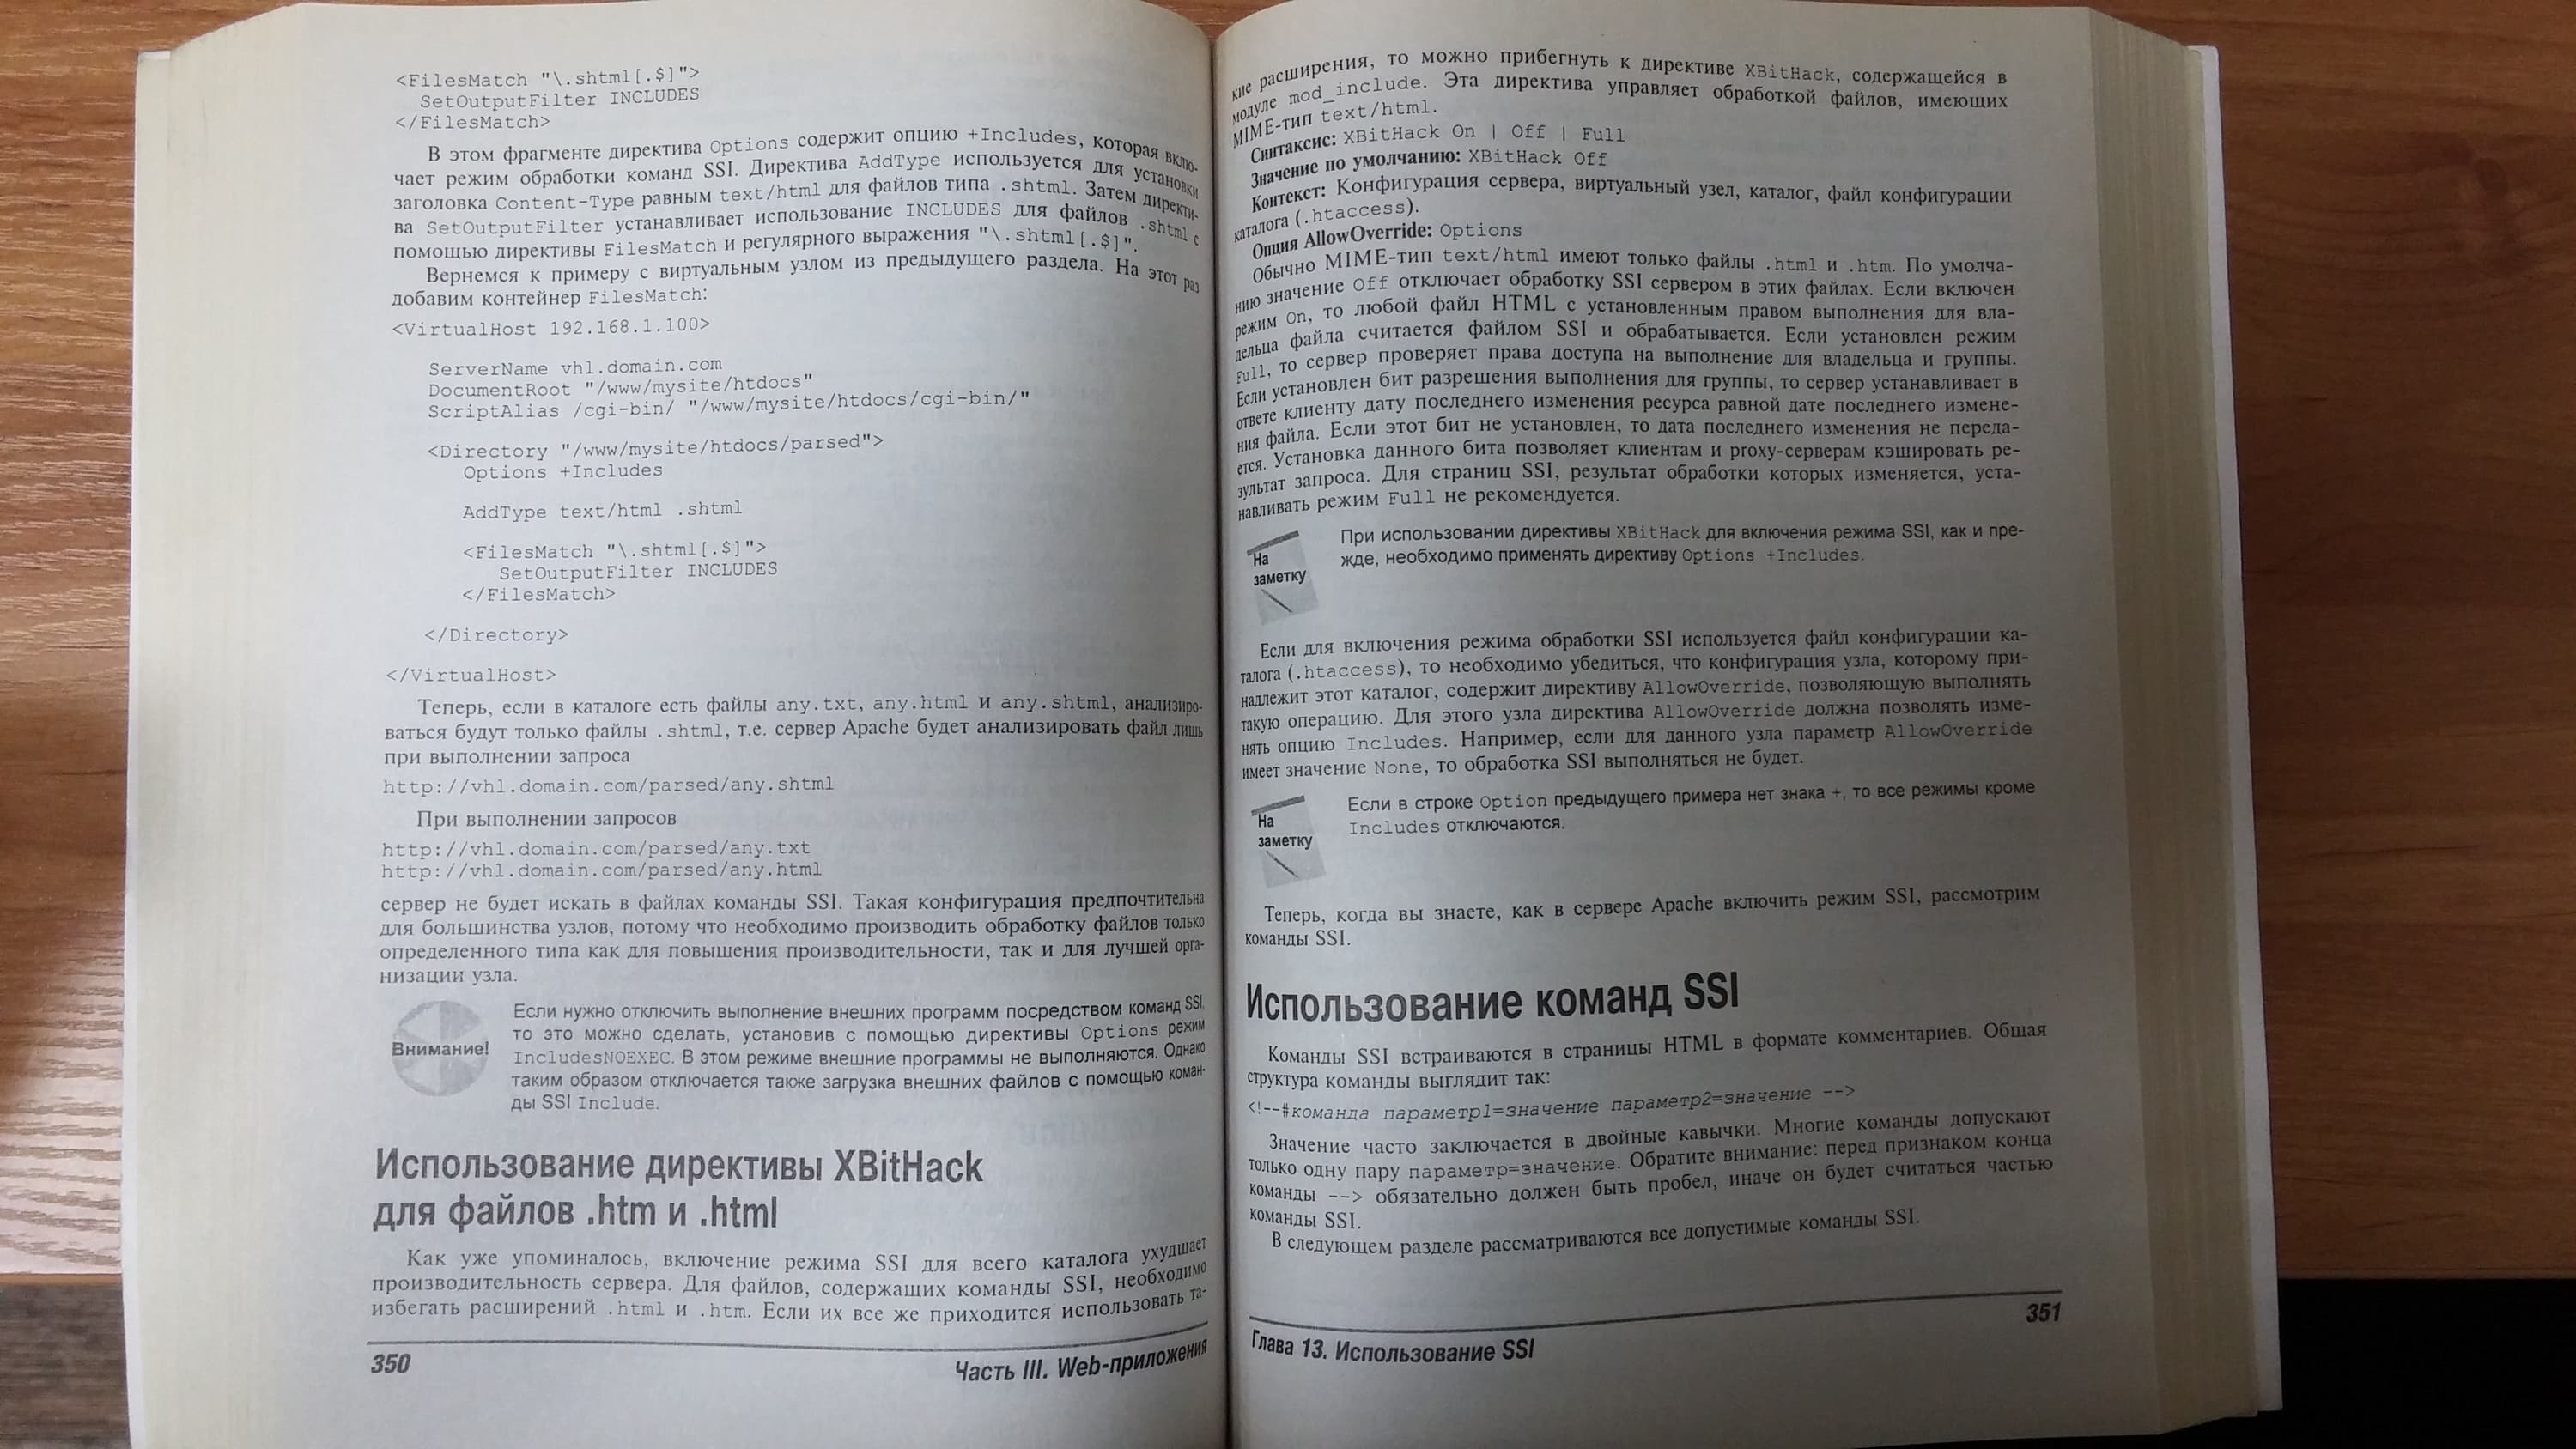 <FilesMatch "\.shtml[.$]">
SetOutputFilter INCLUDES
</FilesMatch>
В этом фрагменте директива Options содержит опцию +Includes, которая вклю-
чает режим обработки команд SSI. Директива AddType используется для установки
заголовка Content-Type равным text/html для файлов типа .shtml. Затем директи-
ва SetOutputFilter устанавливает использование INCLUDES для файлов .shtml с
помощью директивы FilesMatch и регулярного выражения "\.shtml[.$]".
Вернемся к примеру с виртуальным узлом из предыдущего раздела. На этот раз
добавим контейнер FilesMatch:
<VirtualHost 192.168.1.100>
ServerName vhl.domain.com
DocumentRoot "/www/mysite/htdocs"
ScriptAlias /cgi-bin/ "/www/mysite/htdocs/cgi-bin/"
<Directory "/www/mysite/htdocs/parsed">
Options +Includes
AddType text/html .shtml
<FilesMatch "\.shtml[.$]">
SetOutputFilter INCLUDES
</FilesMatch>
</Directory>
</VirtualHost>
Теперь, если в каталоге есть файлы any.txt, any.html и any.shtml, анализиро-
ваться будут только файлы .shtml, т.е. сервер Apache будет анализировать файл лишь
при выполнении запроса
http://vhl.domain.com/parsed/any.shtml
При выполнении запросов
http://vhl.domain.com/parsed/any.txt
http://vhl.domain.com/parsed/any.html
сервер не будет искать в файлах команды SSI. Такая конфигурация предпочтительна
для большинства узлов, потому что необходимо производить обработку файлов только
определенного типа как для повышения производительности, так и для лучшей орга-
низации узла.
Внимание!
Если нужно отключить выполнение внешних программ посредством команд SSI,
то это можно сделать, установив с помощью директивы Options режим
IncludesNOEXEC. В этом режиме внешние программы не выполняются. Однако
таким образом отключается также загрузка внешних файлов с помощью коман-
ды SSI Include.
Использование директивы XBitHack
для файлов .htm и .html
Как уже упоминалось, включение режима SSI для всего каталога ухудшает
производительность сервера. Для файлов, содержащих команды SSI, необходимо
избегать расширений .html и .htm. Если их все же приходится использовать та-
350
Часть III. Web-приложения
кие расширения, то можно прибегнуть к директиве XBitHack, содержащейся в
модуле mod_include. Эта директива управляет обработкой файлов, имеющих
MIME-тип text/html.
Синтаксис: XBitHack On | Off | Full
Значение по умолчанию: XBitHack Off
Контекст: Конфигурация сервера, виртуальный узел, каталог, файл конфигурации
каталога (.htaccess).
Опция AllowOverride: Options
Обычно MIME-тип text/html имеют только файлы .html и .htm. По умолча-
нию значение Off отключает обработку SSI сервером в этих файлах. Если включен
режим On, то любой файл HTML с установленным правом выполнения для вла-
дельца файла считается файлом SSI и обрабатывается. Если установлен режим
Full, то сервер проверяет права доступа на выполнение для владельца и группы.
Если установлен бит разрешения выполнения для группы, то сервер устанавливает в
ответе клиенту дату последнего изменения ресурса равной дате последнего измене-
ния файла. Если этот бит не установлен, то дата последнего изменения не переда-
ется. Установка данного бита позволяет клиентам и proxy-серверам кэшировать ре-
зультат запроса. Для страниц SSI, результат обработки которых изменяется, уста-
навливать режим Full не рекомендуется.
На
заметку
При использовании директивы XBitHack для включения режима SSI, как и пре-
жде, необходимо применять директиву Options +Includes.
Если для включения режима обработки SSI используется файл конфигурации ка-
талога (.htaccess), то необходимо убедиться, что конфигурация узла, которому при-
надлежит этот каталог, содержит директиву AllowOverride, позволяющую выполнять
такую операцию. Для этого узла директива AllowOverride должна позволять изме-
нять опцию Includes. Например, если для данного узла параметр AllowOverride
имеет значение None, то обработка SSI выполняться не будет.
На
заметку
Если в строке Option предыдущего примера нет знака +, то все режимы кроме
Includes отключаются.
Теперь, когда вы знаете, как в сервере Apache включить режим SSI, рассмотрим
команды SSI.
Использование команд SSI
Команды SSI встраиваются в страницы HTML в формате комментариев. Общая
структура команды выглядит так:
<!--#команда параметр1=значение параметр2=значение -->
Значение часто заключается в двойные кавычки. Многие команды допускают
только одну пару параметр=значение. Обратите внимание: перед признаком конца
команды --> обязательно должен быть пробел, иначе он будет считаться частью
команды SSI.
В следующем разделе рассматриваются все допустимые команды SSI.
Глава 13. Использование SSI
351